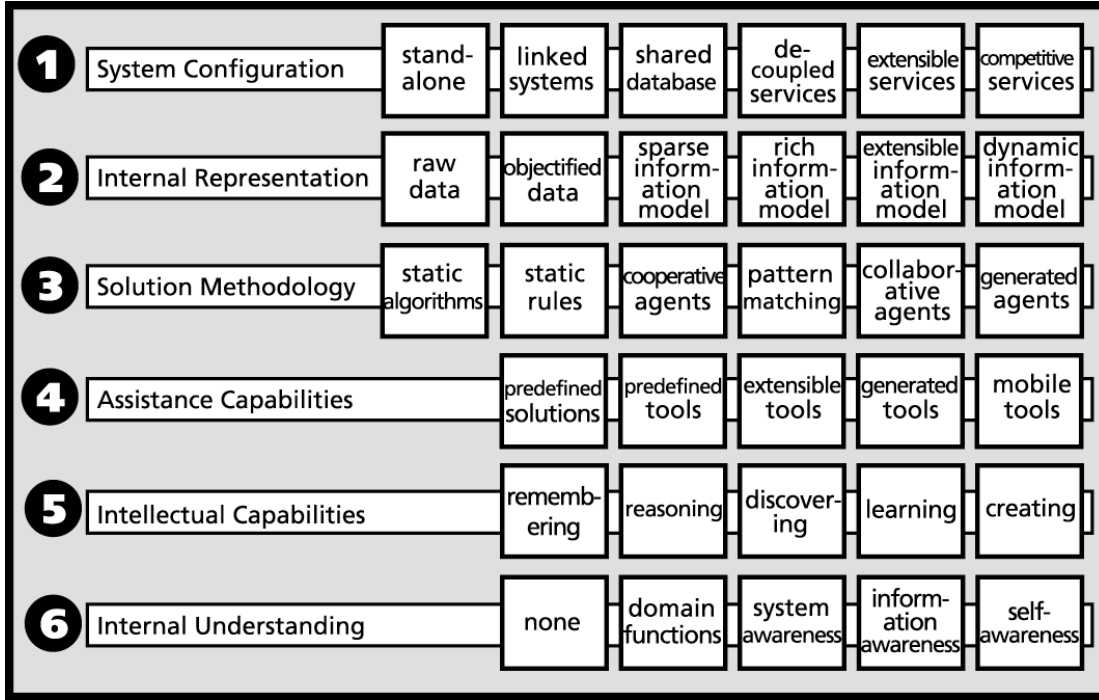 1 System Configuration
stand-
alone
linked
systems
shared
database
de-
coupled
services
extensible
services
competitive
services
2 Internal Representation
raw
data
objectified
data
sparse
inform-
ation
model
rich
inform-
ation
model
extensible
inform-
ation
model
dynamic
inform-
ation
model
3 Solution Methodology
static
algorithms
static
rules
cooperative
agents
pattern
matching
collabor-
ative
agents
generated
agents
4 Assistance Capabilities
predefined
solutions
predefined
tools
extensible
tools
generated
tools
mobile
tools
5 Intellectual Capabilities
rememb-
ering
reasoning
discover-
ing
learning
creating
6 Internal Understanding
none
domain
functions
system
awareness
inform-
ation
awareness
self-
awareness